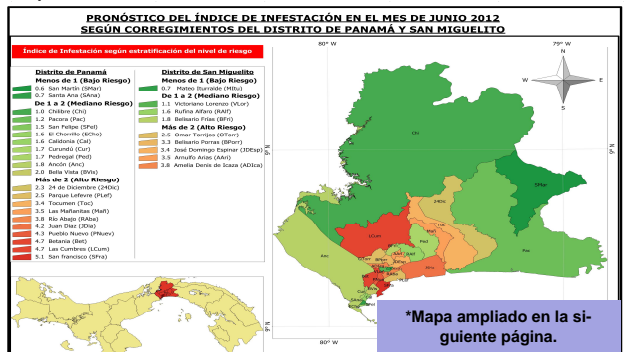 PRONÓSTICO DEL ÍNDICE DE INFESTACIÓN EN EL MES DE JUNIO 2012
SEGÚN CORREGIMIENTOS DEL DISTRITO DE PANAMÁ Y SAN MIGUELITO
Índice de Infestación según estratificación del nivel de riesgo
Distrito de Panamá
Menos de 1 (Bajo Riesgo)
0.6 San Martín (SMar)
0.7 Santa Ana (SAna)
De 1 a 2 (Mediano Riesgo)
1.0 Chilibre (Chi)
1.2 Pacora (Pac)
1.5 San Felipe (SFel)
1.6 El Chorrillo (ECho)
1.6 Calidonia (Cal)
1.7 Curundú (Cur)
1.7 Pedregal (Ped)
1.8 Ancón (Anc)
2.0 Bella Vista (BVis)
Más de 2 (Alto Riesgo)
2.3 24 de Diciembre (24Dic)
2.5 Parque Lefevre (PLef)
3.4 Tocumen (Toc)
3.5 Las Mañanitas (Mañ)
3.8 Río Abajo (RAba)
4.2 Juan Díaz (JDía)
4.3 Pueblo Nuevo (PNuev)
4.7 Betania (Bet)
4.7 Las Cumbres (LCum)
5.1 San francisco (SFra)
Distrito de San Miguelito
Menos de 1 (Bajo Riesgo)
0.7 Mateo Iturralde (MItu)
De 1 a 2 (Mediano Riesgo)
1.1 Victoriano Lorenzo (VLor)
1.6 Rufina Alfaro (RAlf)
1.8 Belisario Frías (BFri)
Más de 2 (Alto Riesgo)
2.5 Omar Torrijos (OTorr)
3.3 Belisario Porras (BPorr)
3.4 José Domingo Espinar (JDEsp)
3.5 Arnulfo Arias (AAri)
3.8 Amelia Denis de Icaza (ADIca)
80° W
79° W
N
W
E
S
9° N
9° N
Chi
SMar
24Dic
LCum
Mañ
Ped
Pac
Anc
80° W
9° N
*Mapa ampliado en la si-
guiente página.